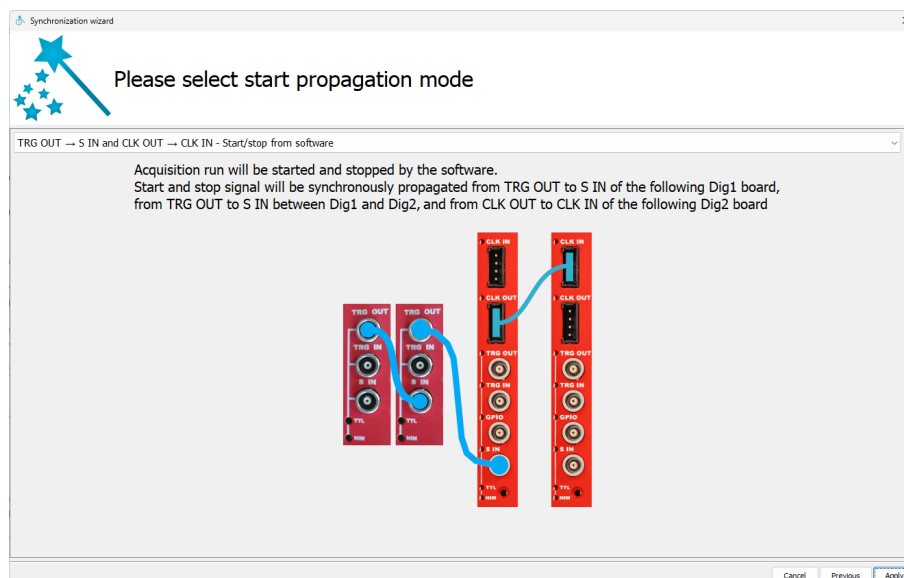 Synchronization wizard
Please select start propagation mode
TRG OUT → S IN and CLK OUT → CLK IN - Start/stop from software
Acquisition run will be started and stopped by the software.
Start and stop signal will be synchronously propagated from TRG OUT to S IN of the following Dig1 board,
from TRG OUT to S IN between Dig1 and Dig2, and from CLK OUT to CLK IN of the following Dig2 board
CLK IN
CLK IN
CLK OUT
CLK OUT
TRG OUT
TRG OUT
TRG IN
TRG IN
S IN
S IN
TTL
TTL
NIM
NIM
TRG OUT
TRG OUT
TRG IN
TRG IN
GPIO
GPIO
S IN
S IN
TTL
TTL
NIM
NIM
Cancel
Previous
Apply